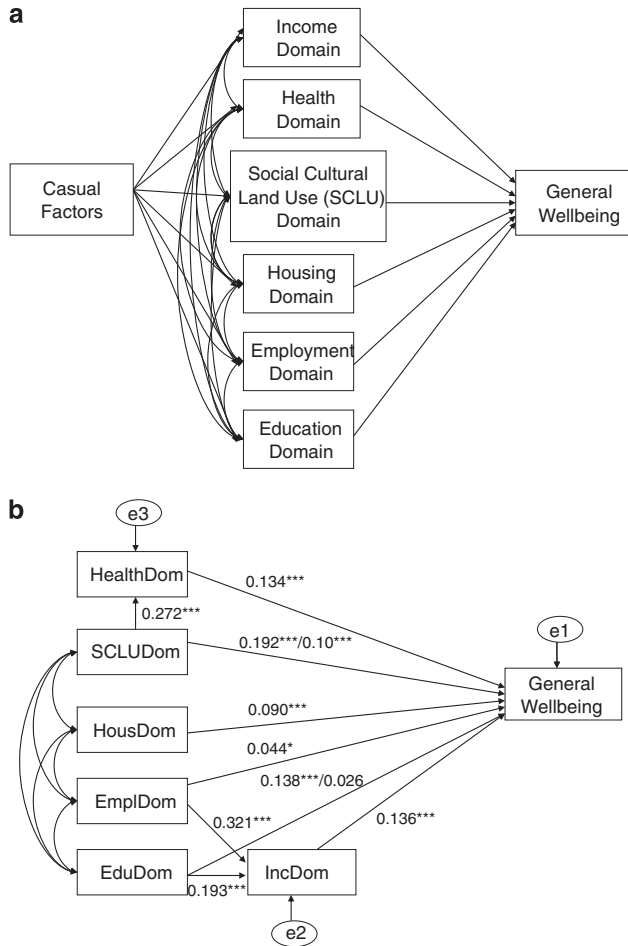 a
Income
Domain
Health
Domain
Casual
Factors
Social Cultural
Land Use (SCLU)
Domain
General
Wellbeing
Housing
Domain
Employment
Domain
Education
Domain
b
e3
HealthDom
0.134***
0.272***
SCLUDom
0.192***/0.10***
e1
General
Wellbeing
HousDom
0.090***
0.044*
EmplDom
0.138***/0.026
0.321***
0.136***
EduDom
IncDom
0.193***
e2